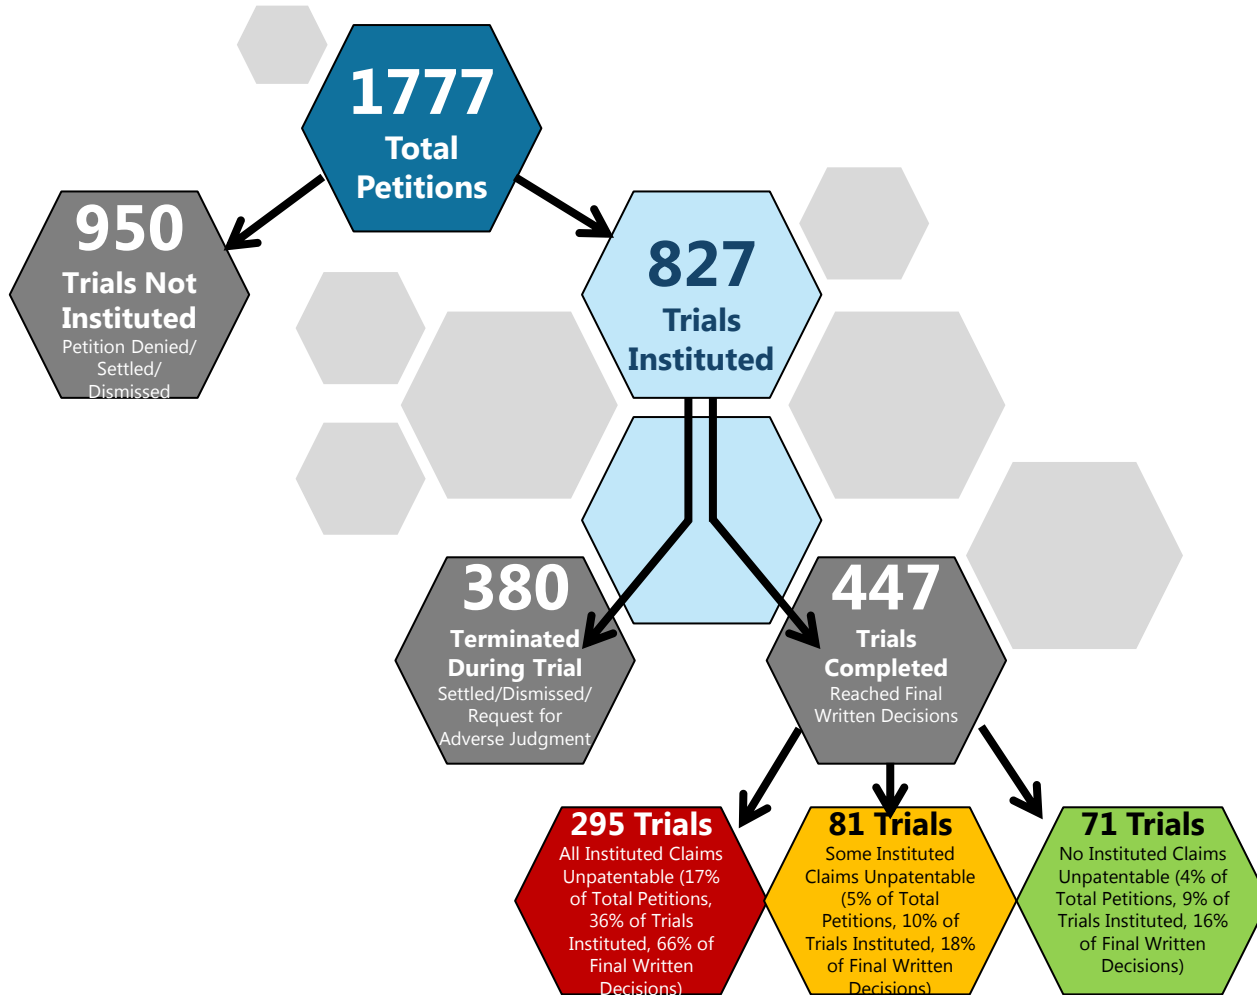 1777
Total
Petitions
950
Trials Not
Instituted
Petition Denied/
Settled/
Dismissed
827
Trials
Instituted
380
Terminated
During Trial
Settled/Dismissed/
Request for
Adverse Judgment
447
Trials
Completed
Reached Final
Written Decisions
295 Trials
All Instituted Claims
Unpatentable (17%
of Total Petitions,
36% of Trials
Instituted, 66% of
Final Written
Decisions)
81 Trials
Some Instituted
Claims Unpatentable
(5% of Total
Petitions, 10% of
Trials Instituted, 18%
of Final Written
Decisions)
71 Trials
No Instituted Claims
Unpatentable (4% of
Total Petitions, 9% of
Trials Instituted, 16%
of Final Written
Decisions)